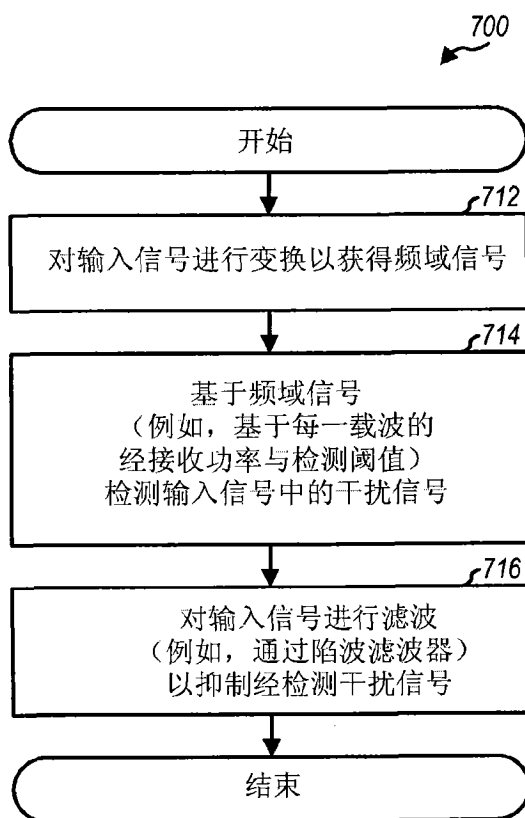 700
开始
712
对输入信号进行变换以获得频域信号
714
基于频域信号
（例如，基于每一载波的
经接收功率与检测阈值）
检测输入信号中的干扰信号
716
对输入信号进行滤波
（例如，通过陷波滤波器）
以抑制经检测干扰信号
结束